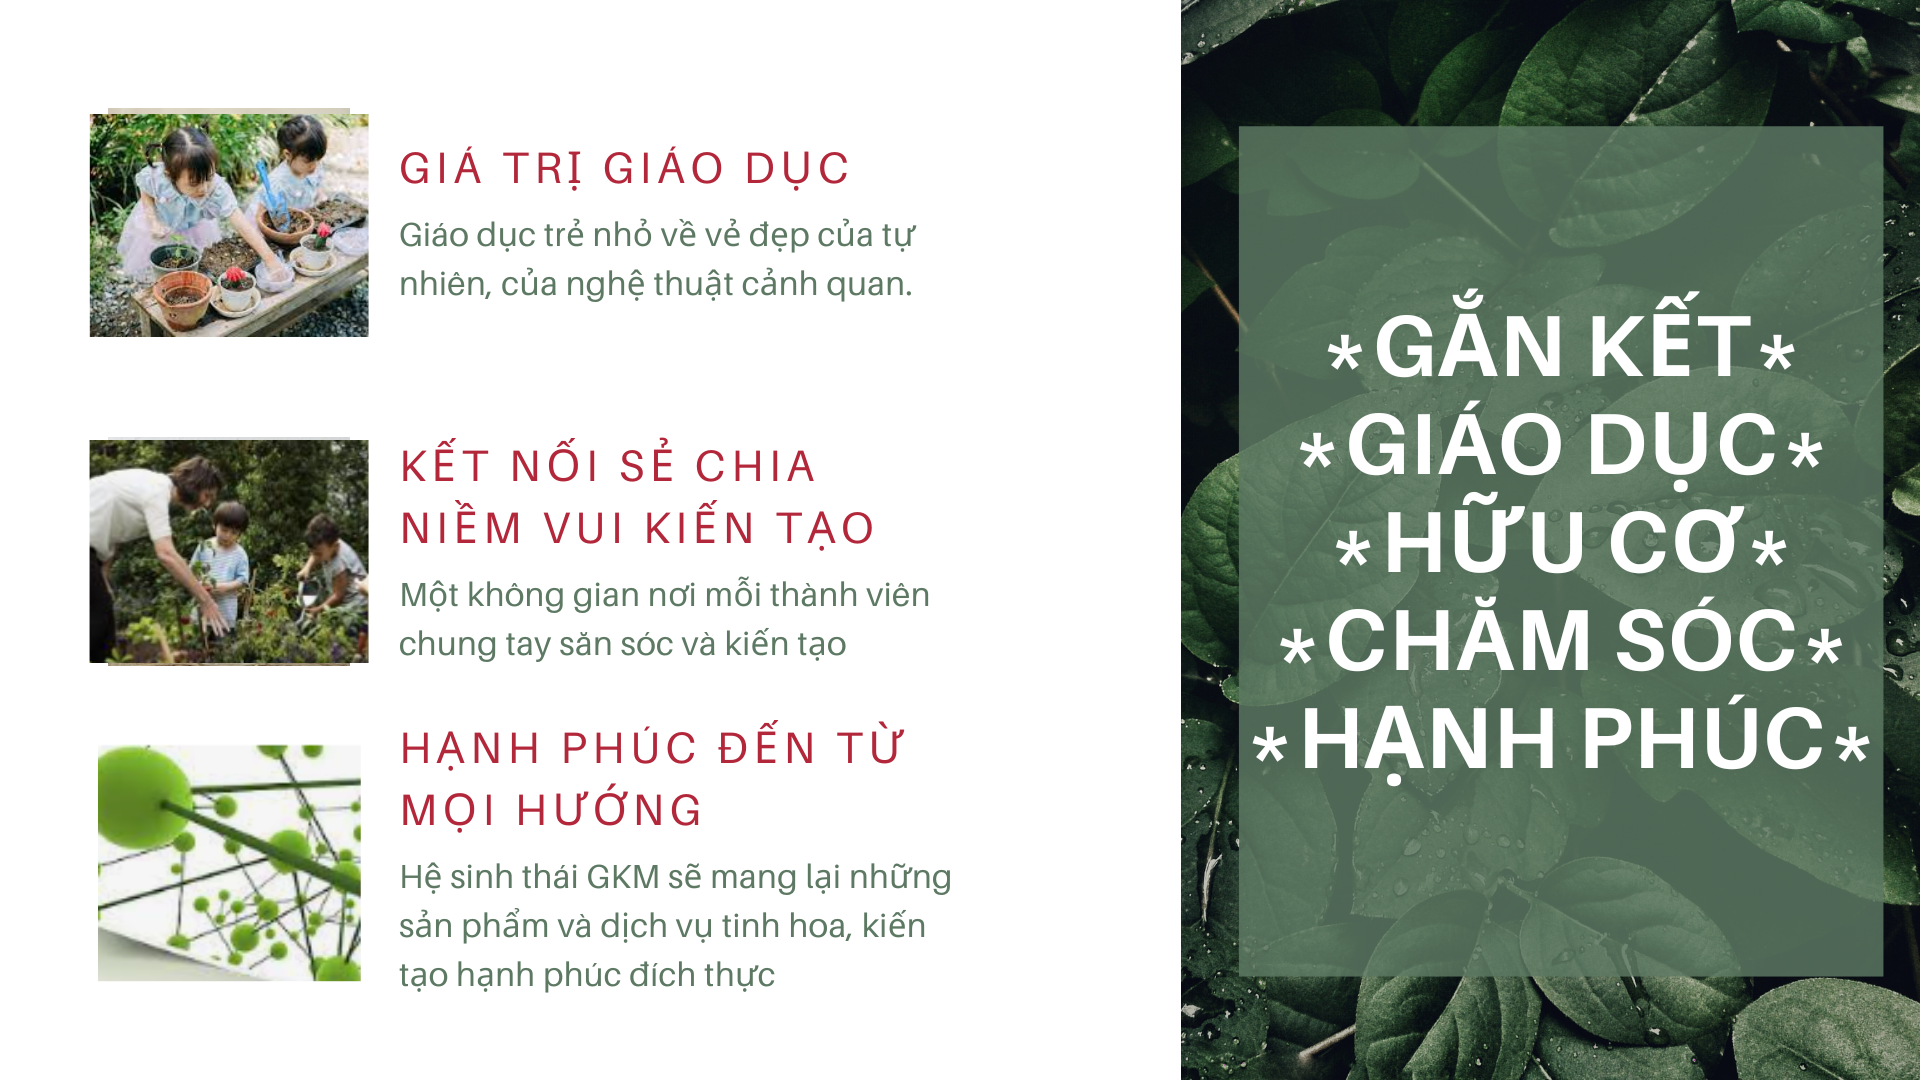 GIÁ TRỊ GIÁO DỤC
Giáo dục trẻ nhỏ về vẻ đẹp của tự
nhiên, của nghệ thuật cảnh quan.
KẾT NỐI SẺ CHIA
NIỀM VUI KIẾN TẠO
Một không gian nơi mỗi thành viên
chung tay săn sóc và kiến tạo
HẠNH PHÚC ĐẾN TỪ
MỌI HƯỚNG
Hệ sinh thái GKM sẽ mang lại những
sản phẩm và dịch vụ tinh hoa, kiến
tạo hạnh phúc đích thực
*GẮN KẾT*
*GIÁO DỤC*
*HỮU CƠ*
*CHĂM SÓC*
*HẠNH PHÚC*